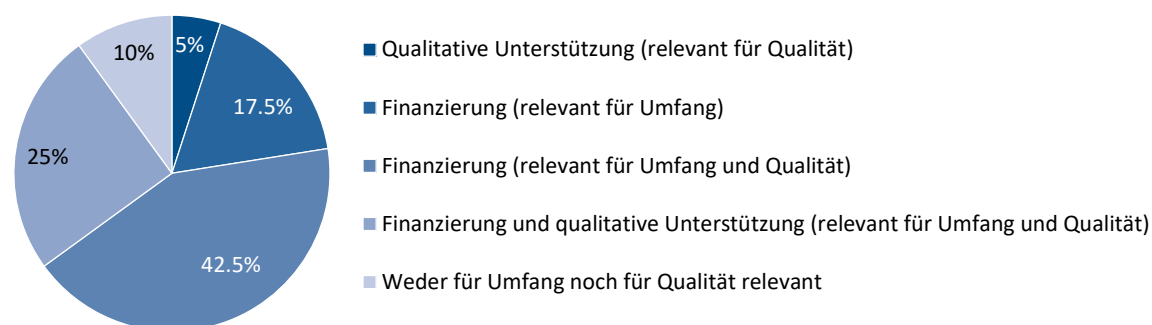 5%
17.5%
42.5%
25%
10%
Qualitative Unterstützung (relevant für Qualität)
Finanzierung (relevant für Umfang)
Finanzierung (relevant für Umfang und Qualität)
Finanzierung und qualitative Unterstützung (relevant für Umfang und Qualität)
Weder für Umfang noch für Qualität relevant